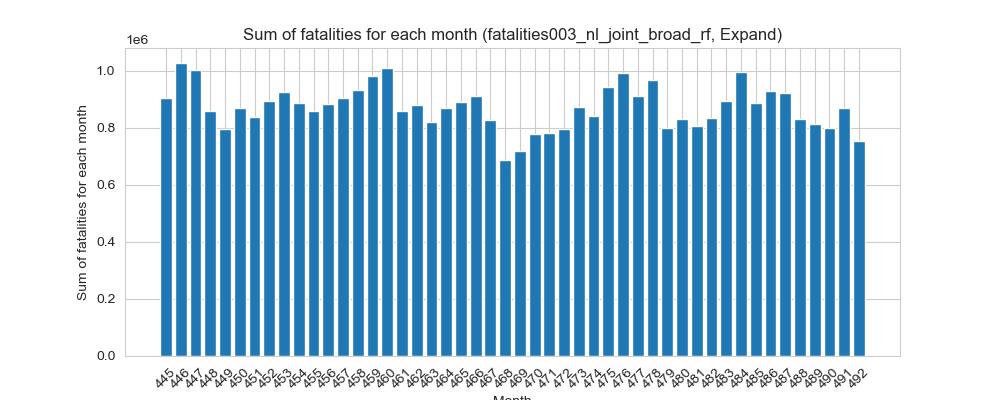 Sum of fatalities for each month (fatalities003_nl_joint_broad_rf, Expand)
1e6
1.0
0.8
0.6
0.4
0.2
0.0
Sum of fatalities for each month
445 446 447 448 449 450 451 452 453 454 455 456 457 458 459 460 461 462 463 464 465 466 467 468 469 470 471 472 473 474 475 476 477 478 479 480 481 482 483 484 485 486 487 488 489 490 491 492
Month